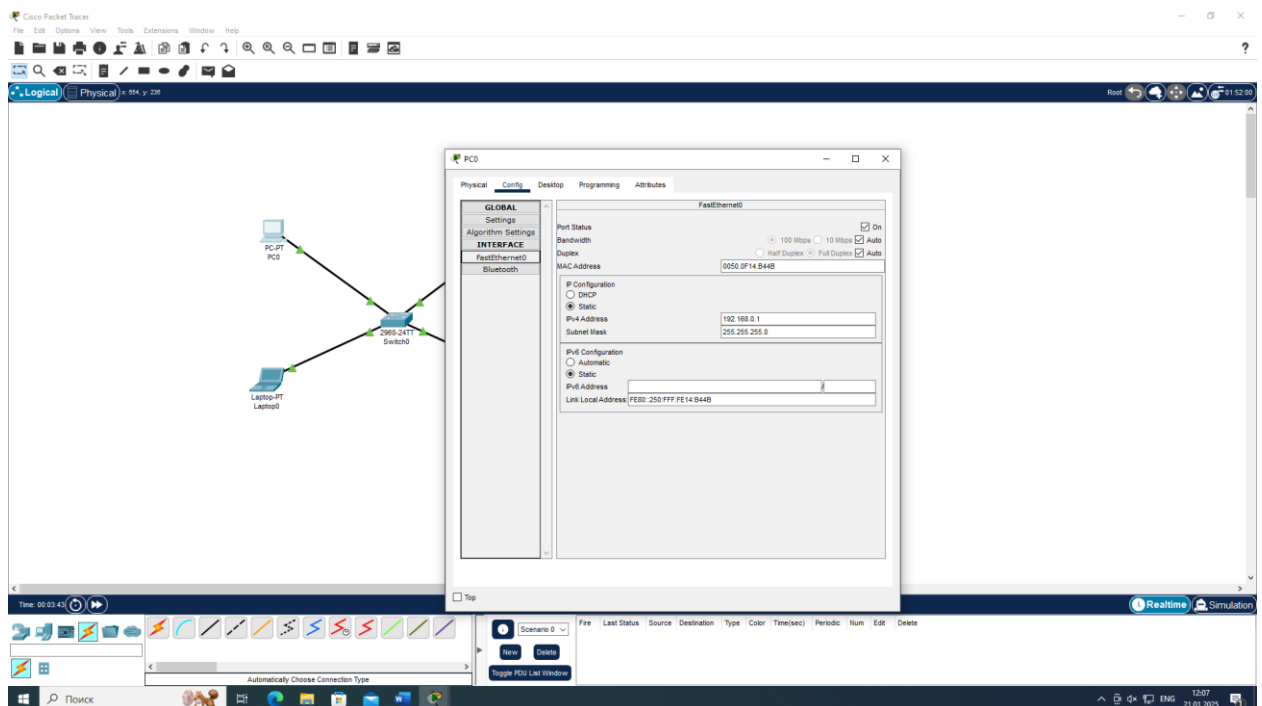 Cisco Packet Tracer
File Edit Options View Tools Extensions Window Help
?
Logical Physical x: 664, y: 236 Root 01:52:00
PC0
Physical Config Desktop Programming Attributes
GLOBAL
Settings
Algorithm Settings
INTERFACE
FastEthernet0
Bluetooth
FastEthernet0
Port Status On
Bandwidth 100 Mbps 10 Mbps Auto
Duplex Half Duplex Full Duplex Auto
MAC Address 0050.0F14.B44B
IP Configuration
DHCP
Static
IPv4 Address 192.168.0.1
Subnet Mask 255.255.255.0
IPv6 Configuration
Automatic
Static
IPv6 Address /
Link Local Address: FE80::250:FFF:FE14:B44B
Top
PC-PT
PC0
2960-24TT
Switch0
Laptop-PT
Laptop0
Time: 00:03:43 Realtime Simulation
Scenario 0
New Delete
Toggle PDU List Window
Fire Last Status Source Destination Type Color Time(sec) Periodic Num Edit Delete
Automatically Choose Connection Type
Поиск
ENG 12:07
21.01.2025